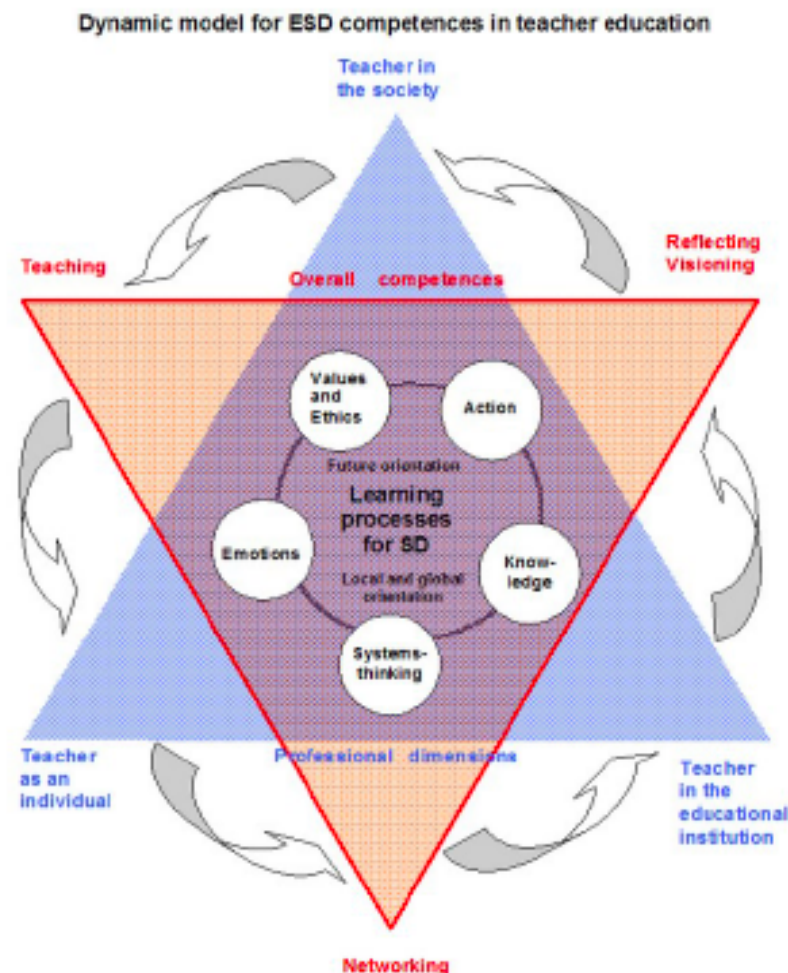 Dynamic model for ESD competences in teacher education
Teacher in
the society
Teaching
Reflecting
Visioning
Overall competences
Values
and
Ethics
Action
Future orientation
Learning
processes
for SD
Emotions
Know-
ledge
Local and global
orientation
Systems-
thinking
Teacher
as an
individual
Professional dimensions
Teacher
in the
educational
institution
Networking